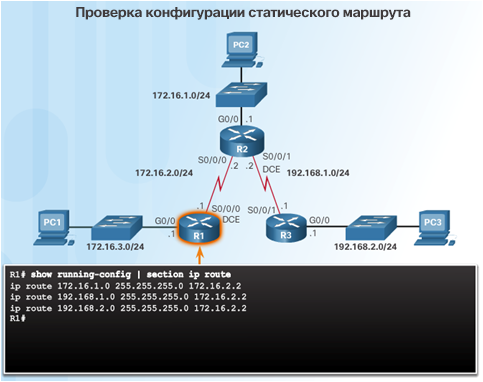 Проверка конфигурации статического маршрута
PC2
172.16.1.0/24
G0/0
.1
R2
S0/0/0
.2
.2
S0/0/1
DCE
172.16.2.0/24
192.168.1.0/24
.1
S0/0/0
DCE
S0/0/1
.1
PC1
G0/0
.1
R1
R3
G0/0
.1
PC3
172.16.3.0/24
192.168.2.0/24
R1# show running-config | section ip route
ip route 172.16.1.0 255.255.255.0 172.16.2.2
ip route 192.168.1.0 255.255.255.0 172.16.2.2
ip route 192.168.2.0 255.255.255.0 172.16.2.2
R1#